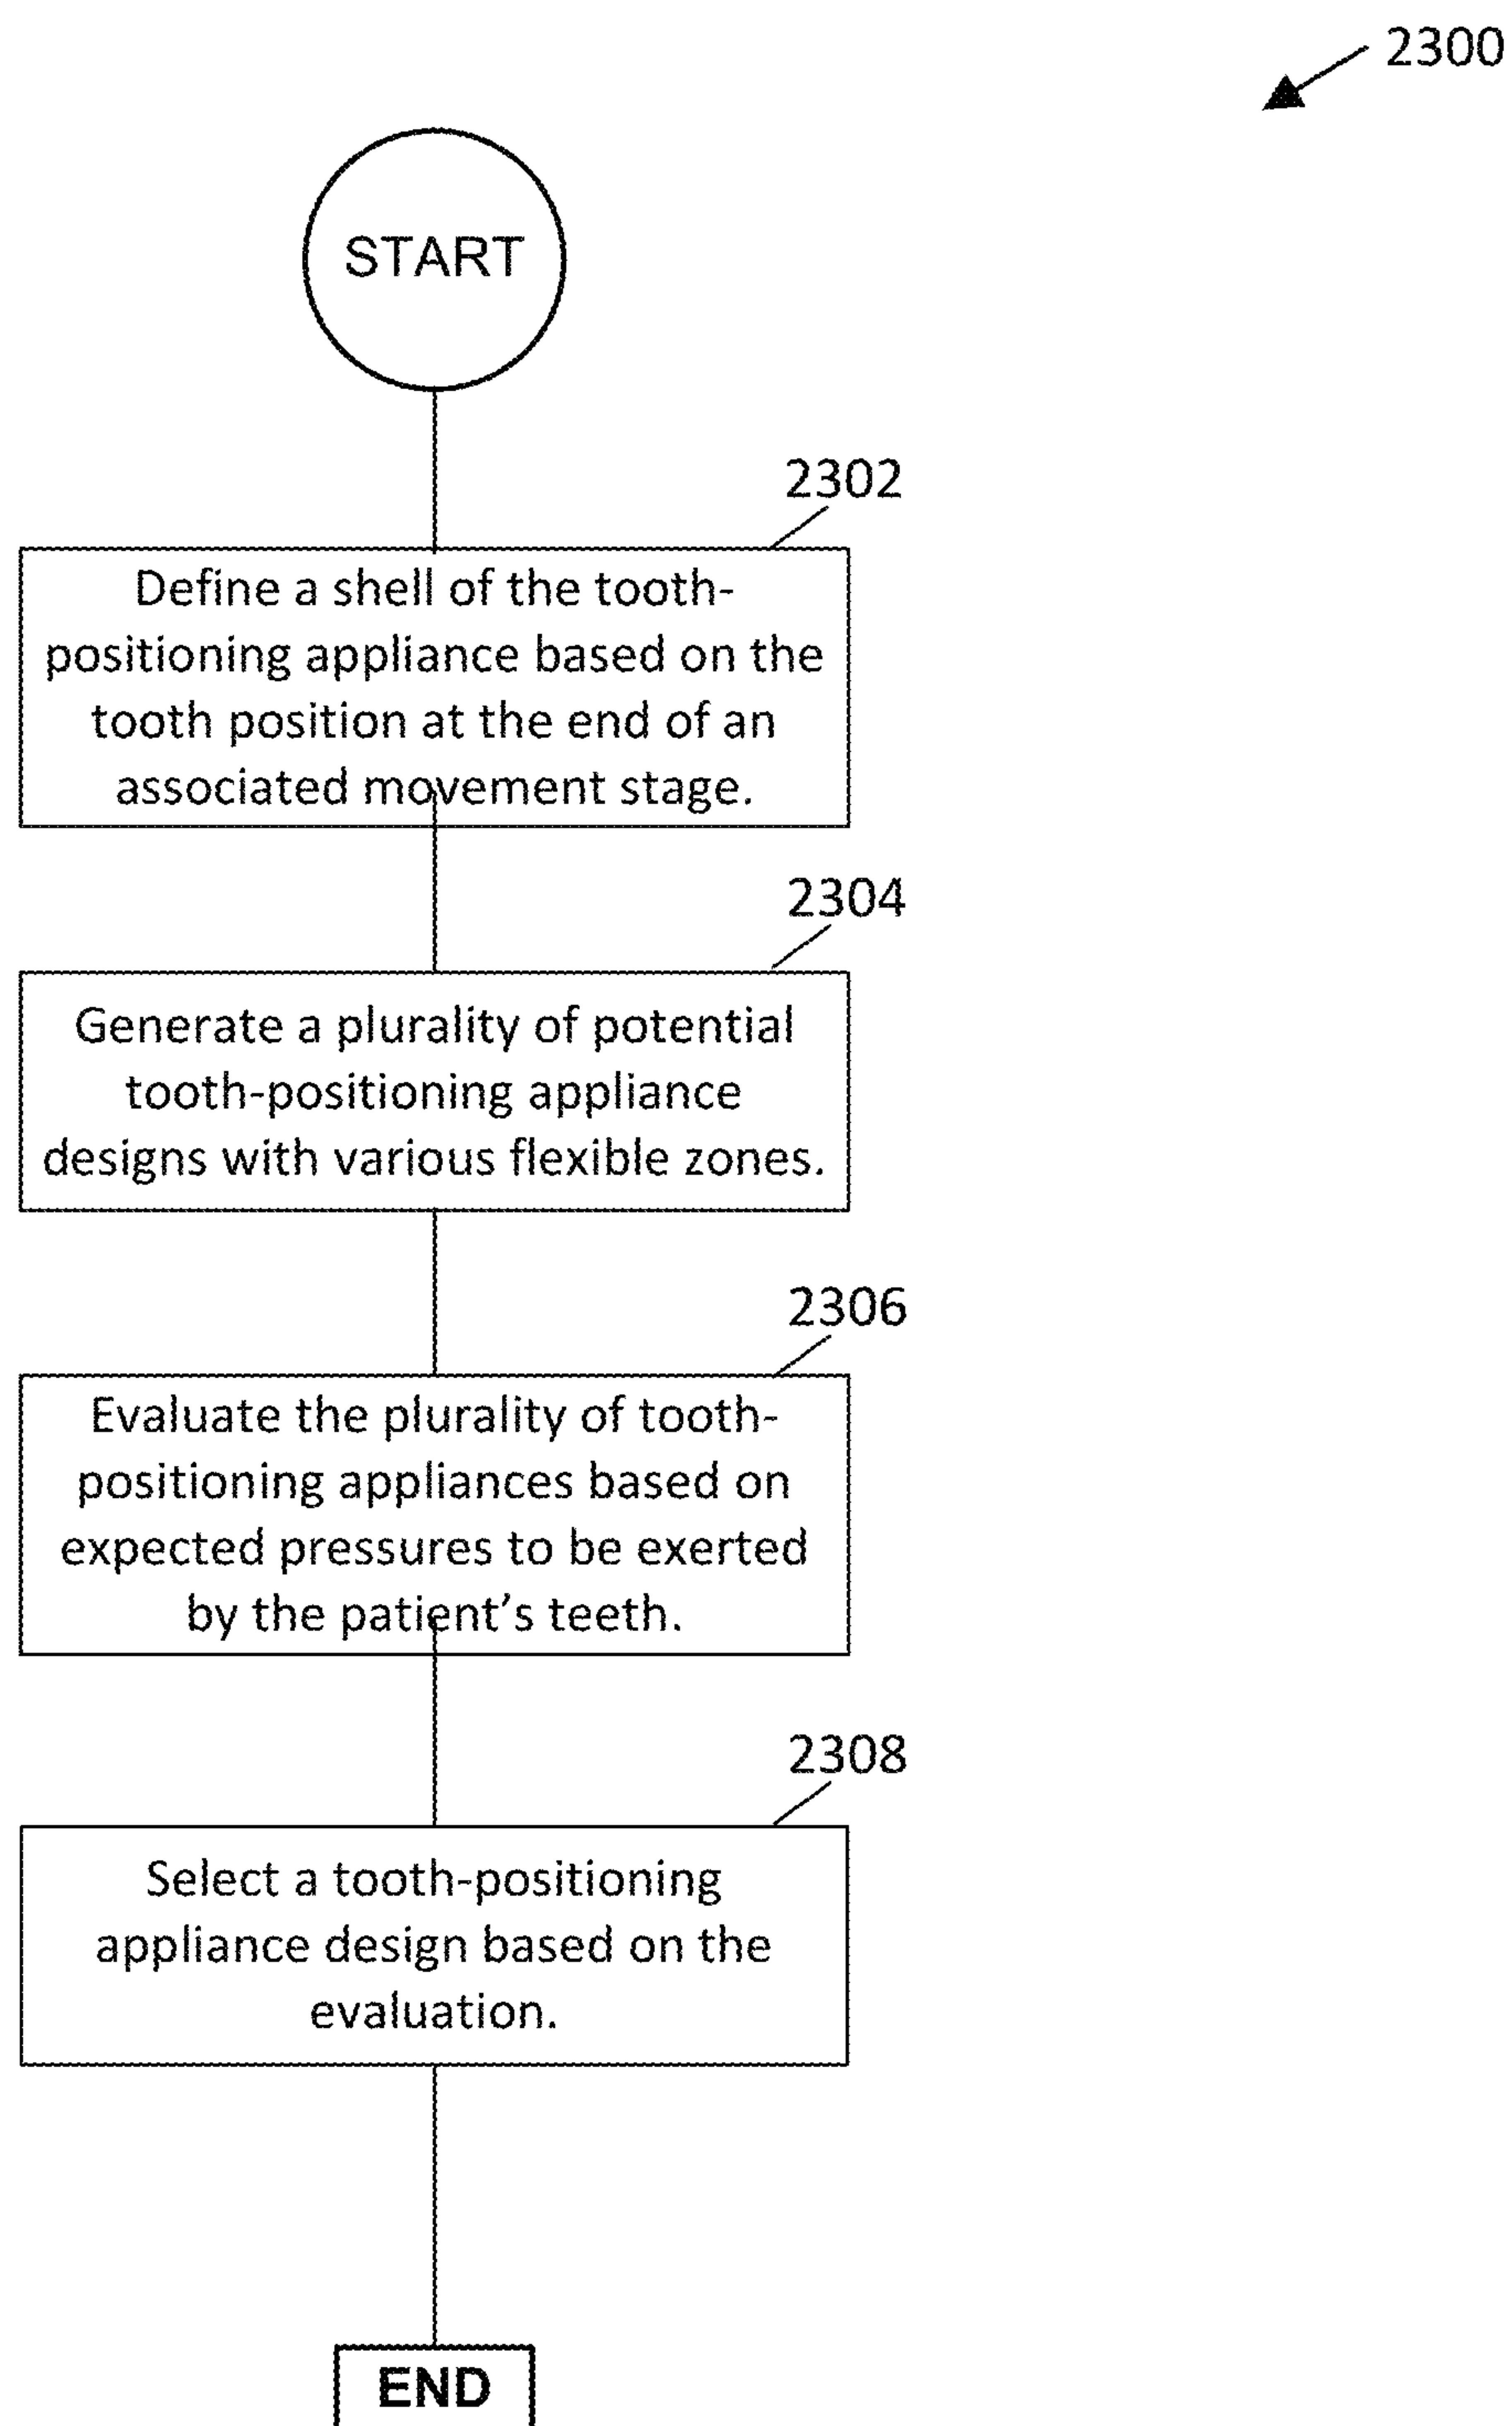 2300
START
2302
Define a shell of the tooth-
positioning appliance based on the
tooth position at the end of an
associated movement stage.
2304
Generate a plurality of potential
tooth-positioning appliance
designs with various flexible zones.
2306
Evaluate the plurality of tooth-
positioning appliances based on
expected pressures to be exerted
by the patient's teeth.
2308
Select a tooth-positioning
appliance design based on the
evaluation.
END